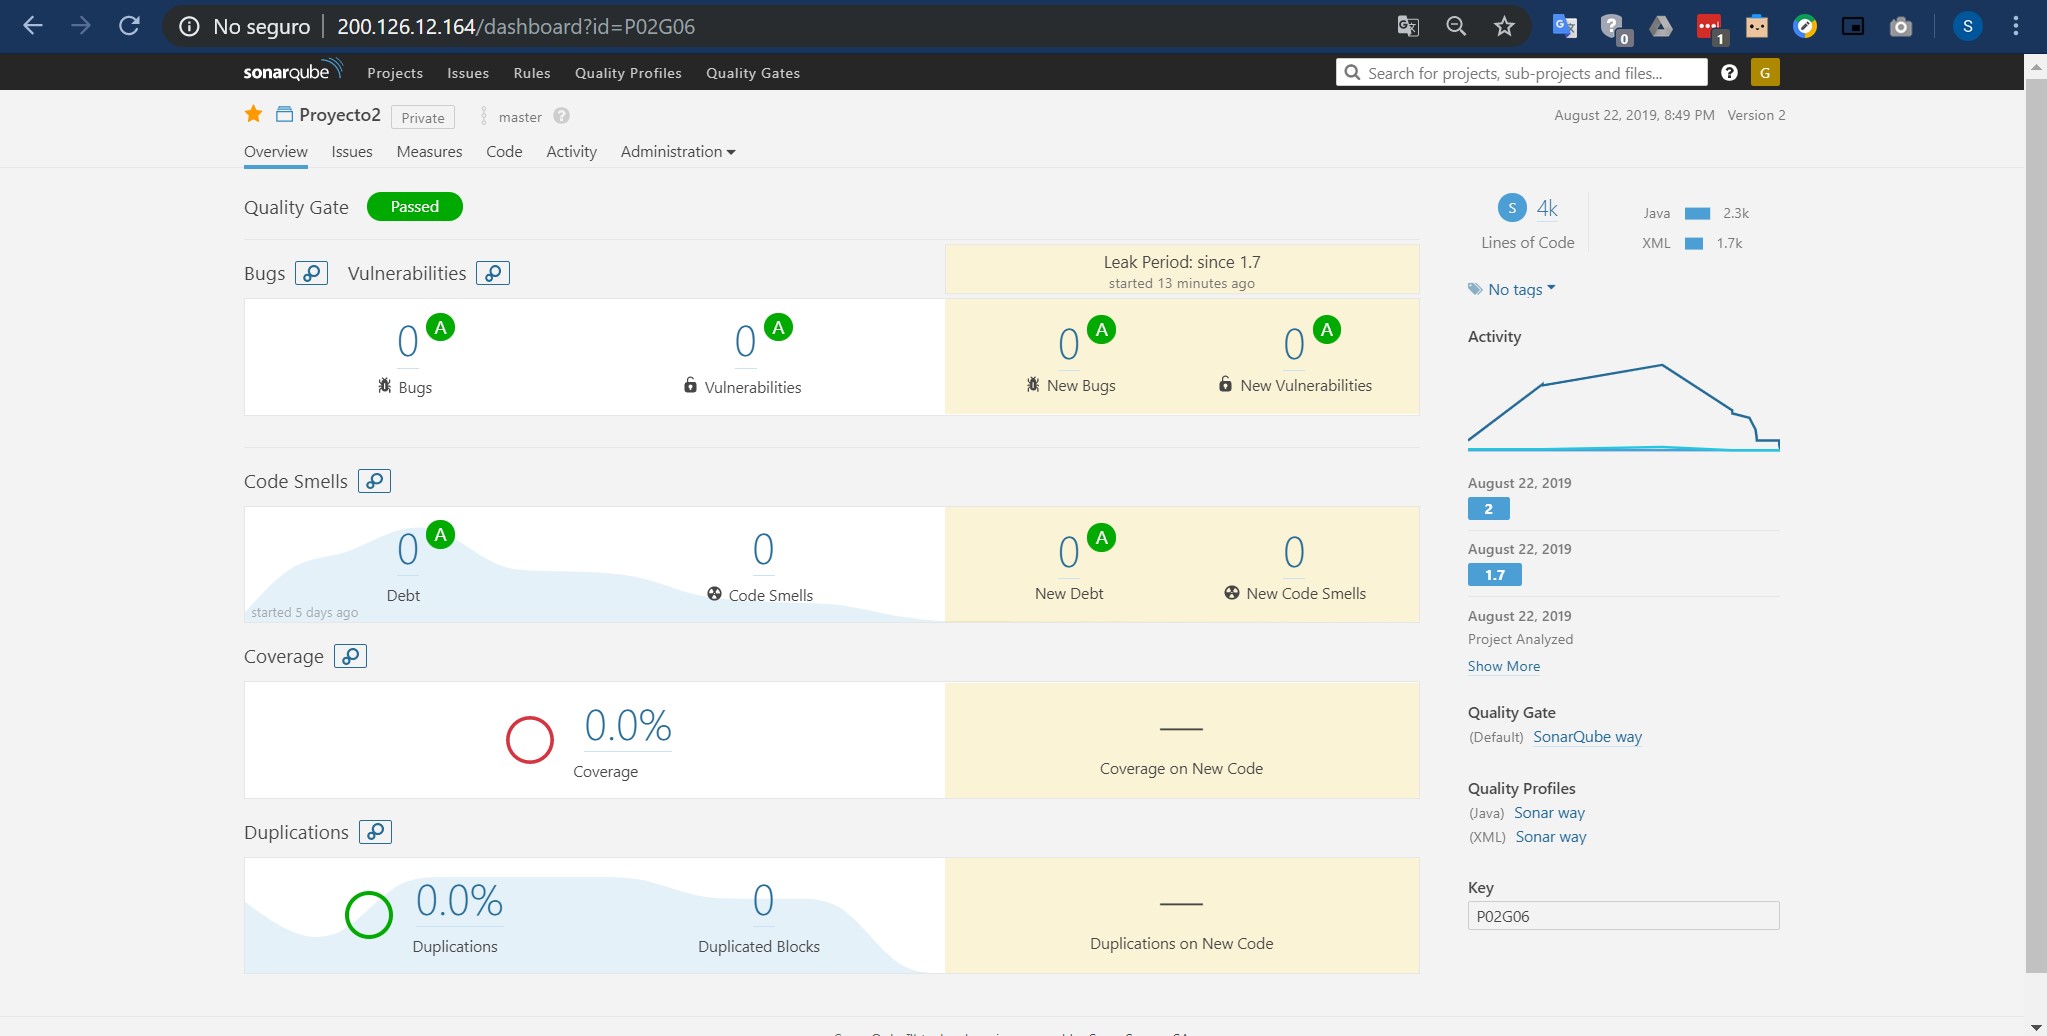 No seguro 200.126.12.164/dashboard?id=P02G06
0 1 S
sonarqube Projects Issues Rules Quality Profiles Quality Gates Search for projects, sub-projects and files... ? G
Proyecto2 Private master ? August 22, 2019, 8:49 PM Version 2
Overview Issues Measures Code Activity Administration
Quality Gate Passed
Bugs Vulnerabilities
Leak Period: since 1.7
started 13 minutes ago
0 A 0 A 0 A 0 A
Bugs Vulnerabilities New Bugs New Vulnerabilities
Code Smells
0 A 0 0 A 0
Debt Code Smells New Debt New Code Smells
started 5 days ago
Coverage
0.0% —
Coverage Coverage on New Code
Duplications
0.0% 0 —
Duplications Duplicated Blocks Duplications on New Code
S 4k
Lines of Code
Java 2.3k
XML 1.7k
No tags
Activity
August 22, 2019
2
August 22, 2019
1.7
August 22, 2019
Project Analyzed
Show More
Quality Gate
(Default) SonarQube way
Quality Profiles
(Java) Sonar way
(XML) Sonar way
Key
P02G06